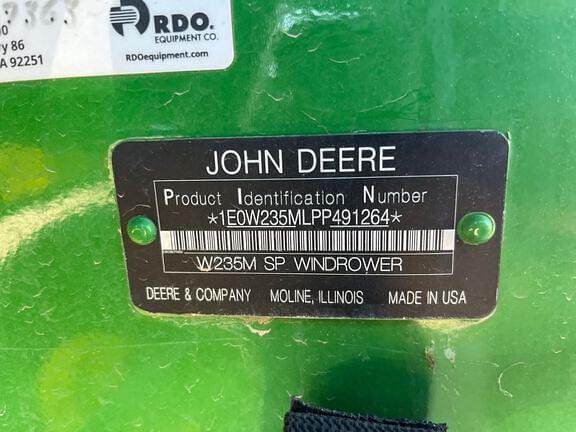 RDO.
EQUIPMENT CO.
y 86
A 92251
RDOequipment.com
JOHN DEERE
Product Identification Number
*1E0W235MLPP491264*
W235M SP WINDROWER
DEERE & COMPANY MOLINE, ILLINOIS MADE IN USA